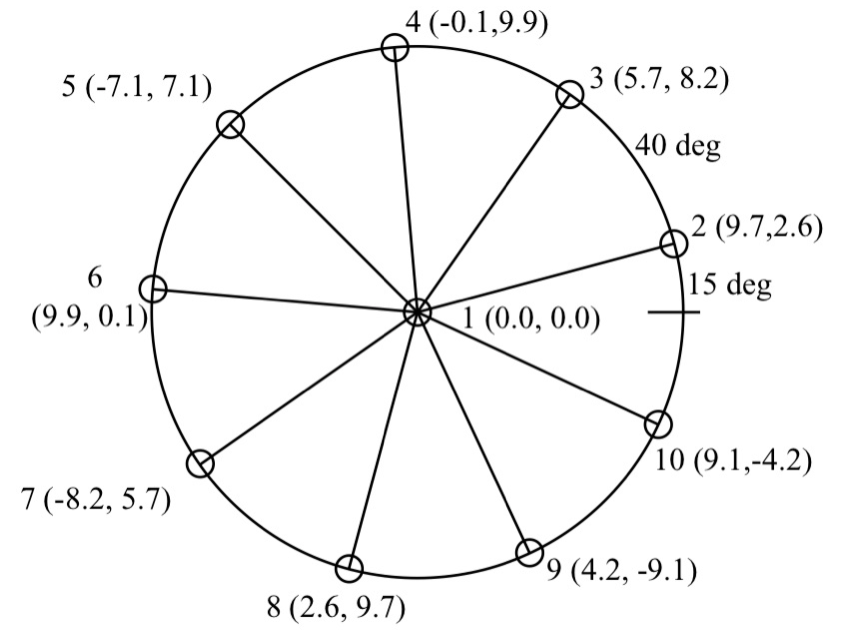 4 (-0.1,9.9)
3 (5.7, 8.2)
5 (-7.1, 7.1)
40 deg
2 (9.7,2.6)
6
(9.9, 0.1)
15 deg
1 (0.0, 0.0)
10 (9.1,-4.2)
7 (-8.2, 5.7)
9 (4.2, -9.1)
8 (2.6, 9.7)